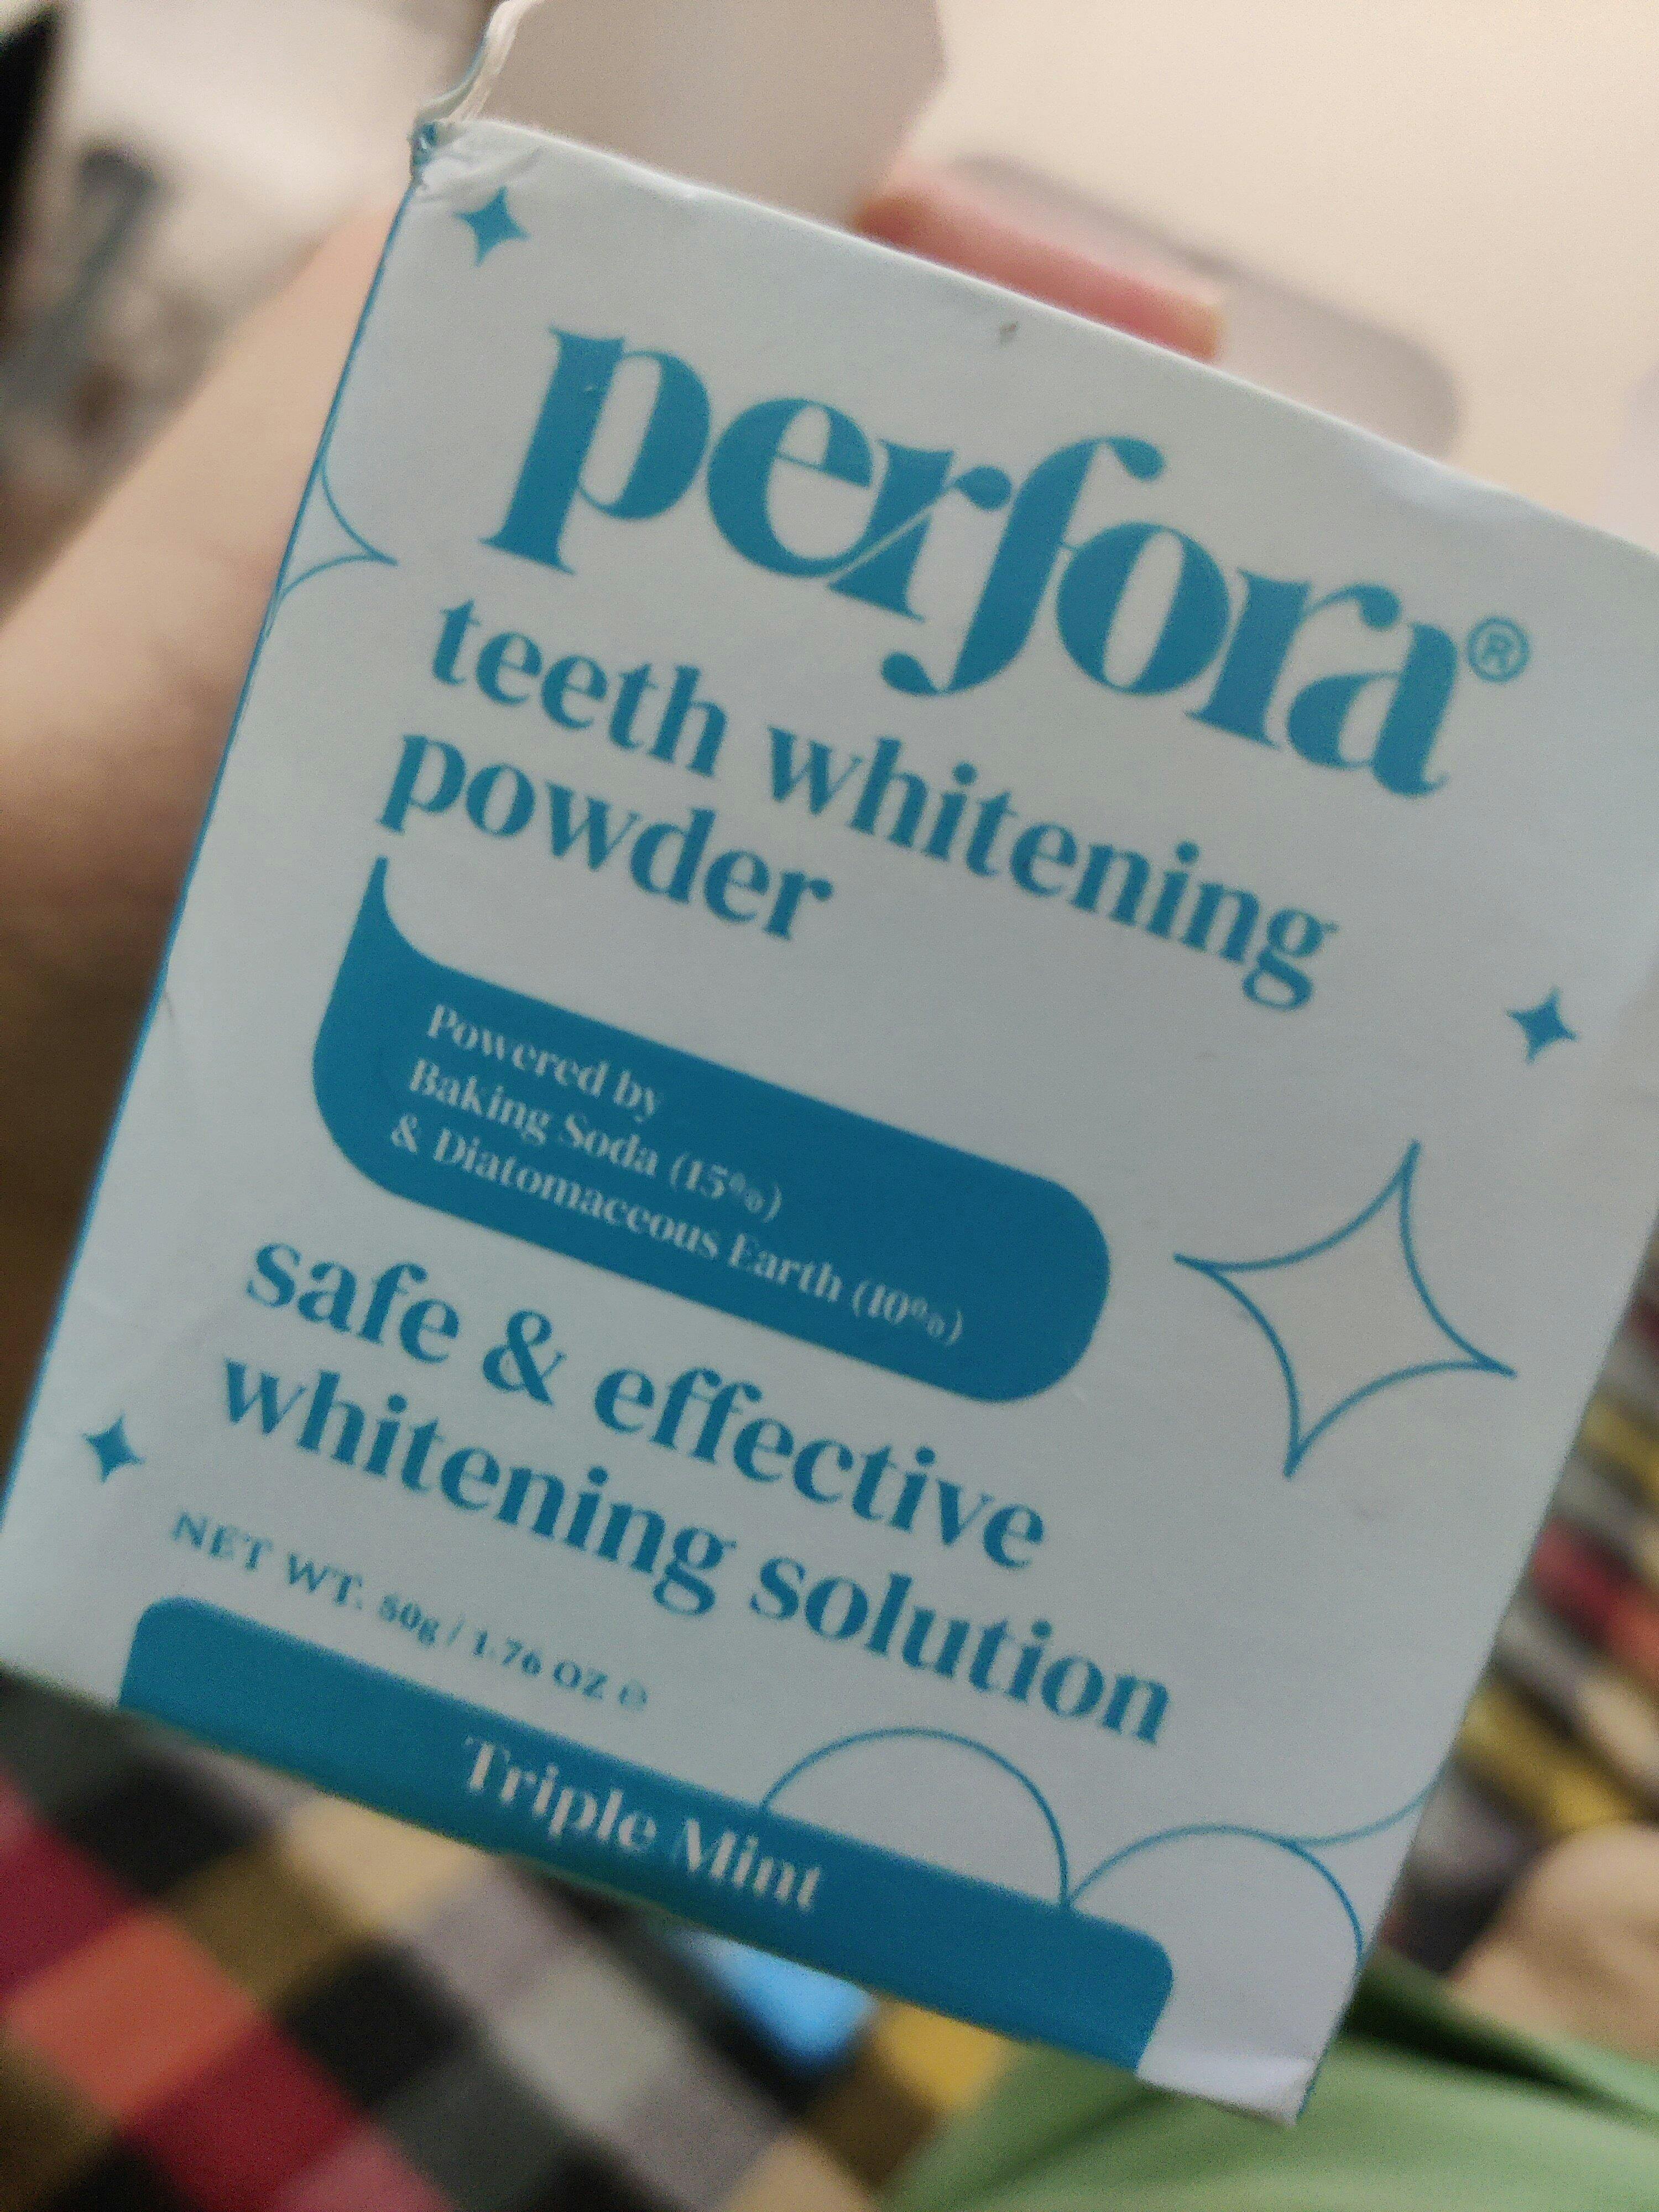 perfora®
teeth whitening
powder
Powered by
Baking Soda (15%)
& Diatomaceous Earth (10%)
safe & effective
whitening solution
NET WT. 50g / 1.76 OZ ℮
Triple Mint